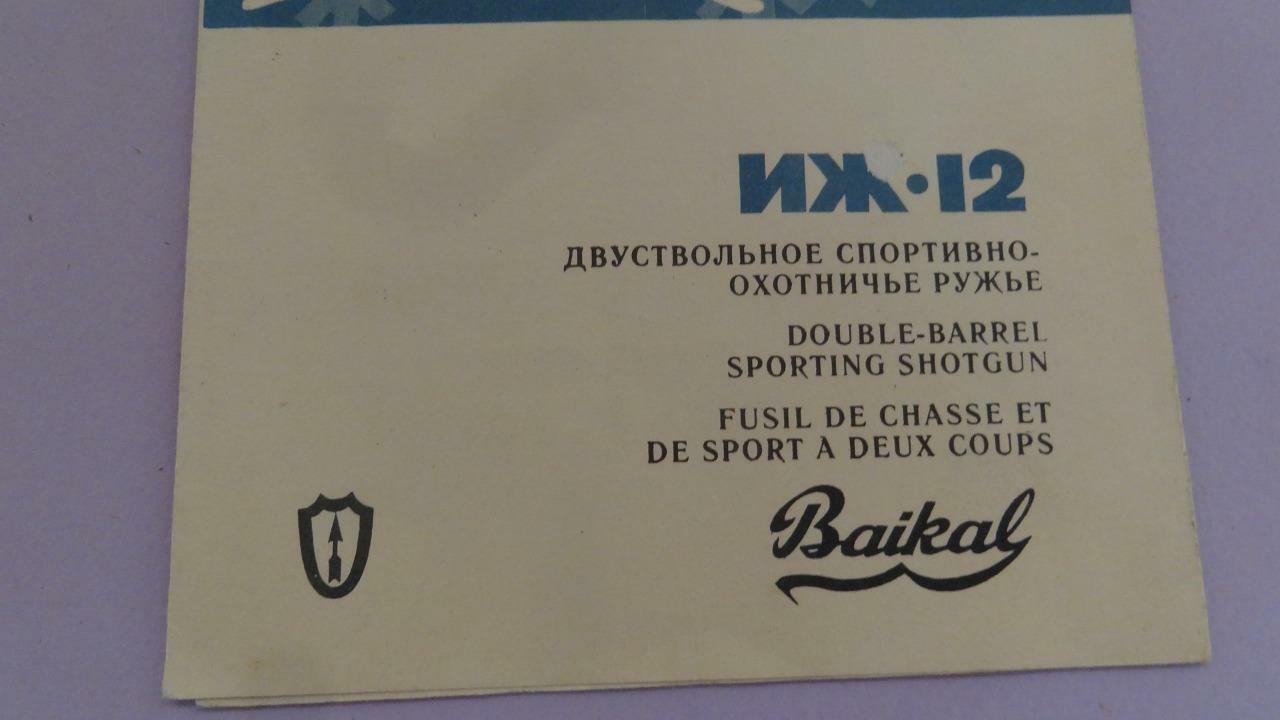 ИЖ·12
ДВУСТВОЛЬНОЕ СПОРТИВНО-
ОХОТНИЧЬЕ РУЖЬЕ
DOUBLE-BARREL
SPORTING SHOTGUN
FUSIL DE CHASSE ET
DE SPORT À DEUX COUPS
Baikal